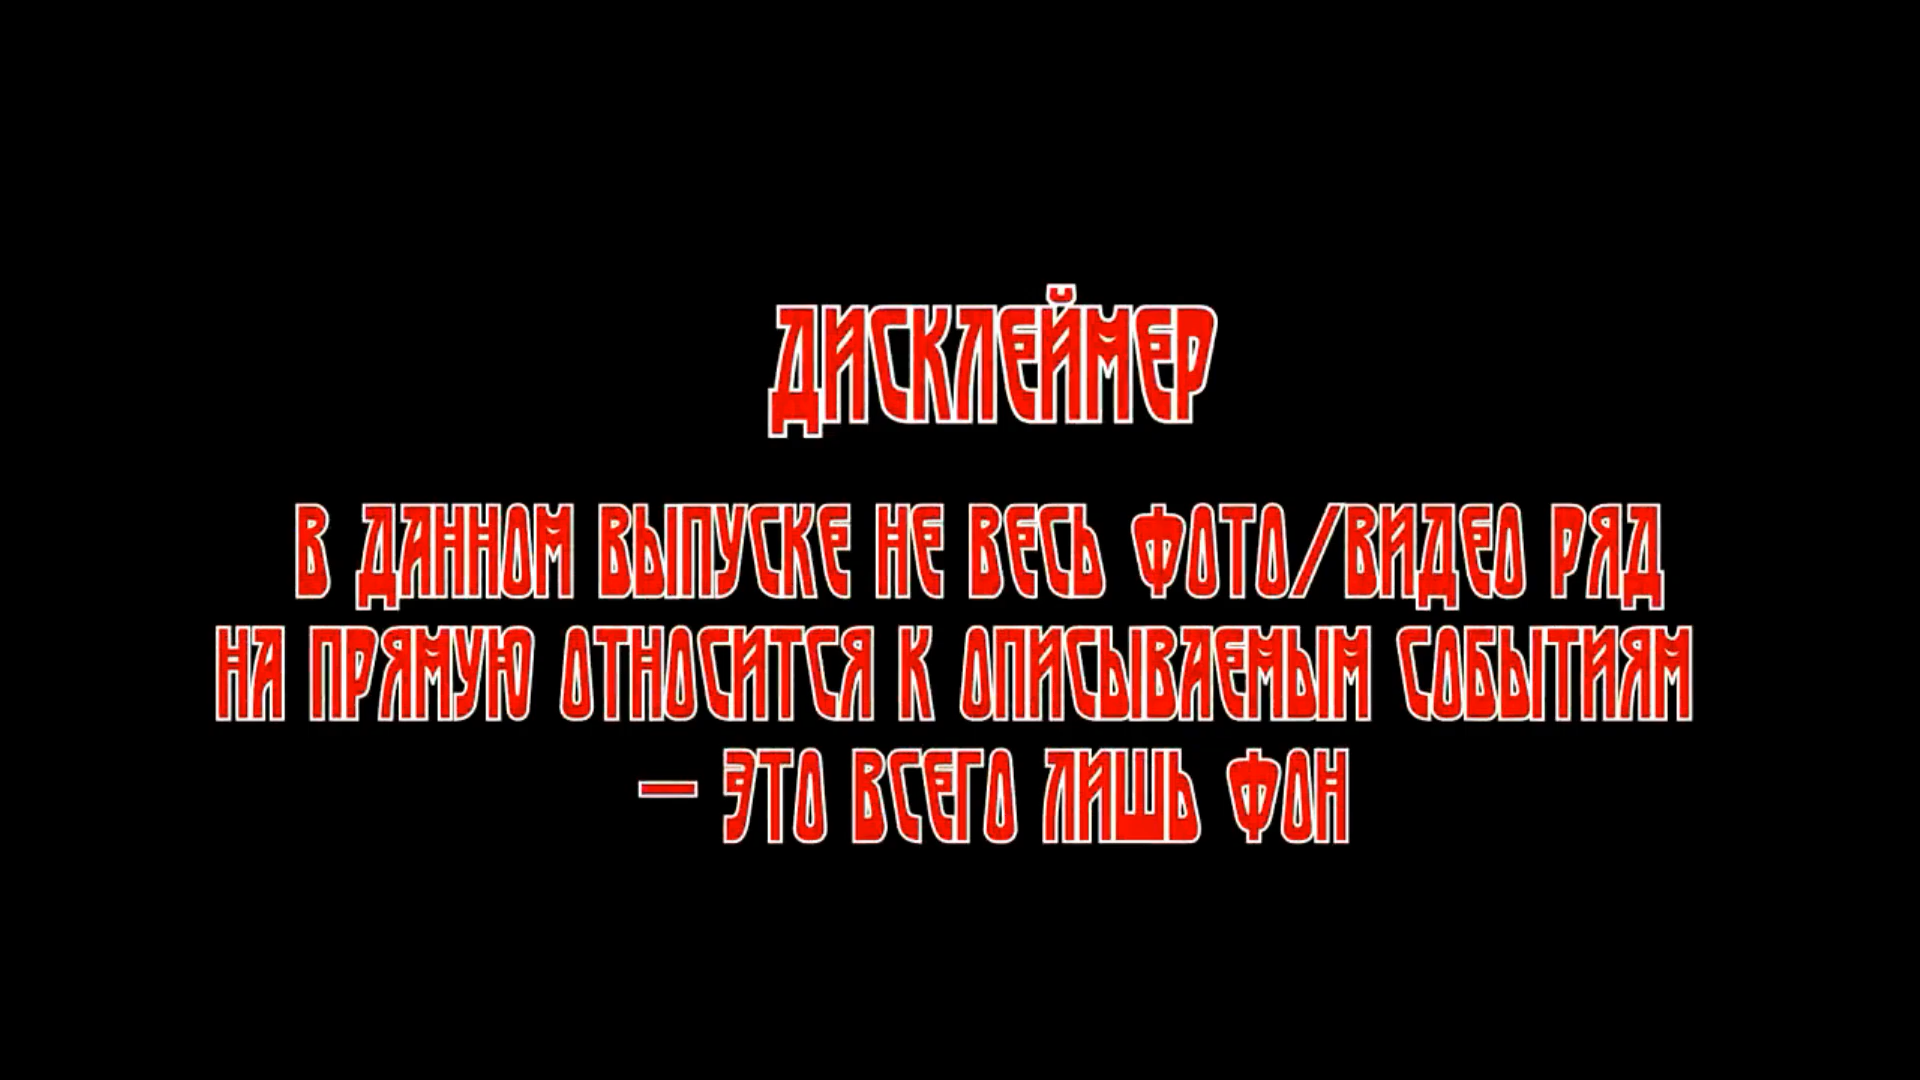 ДИСКЛЕЙМЕР
В ДАННОМ ВЫПУСКЕ НЕ ВЕСЬ ФОТО/ВИДЕО РЯД
НА ПРЯМУЮ ОТНОСИТСЯ К ОПИСЫВАЕМЫМ СОБЫТИЯМ
— ЭТО ВСЕГО ЛИШЬ ФОН